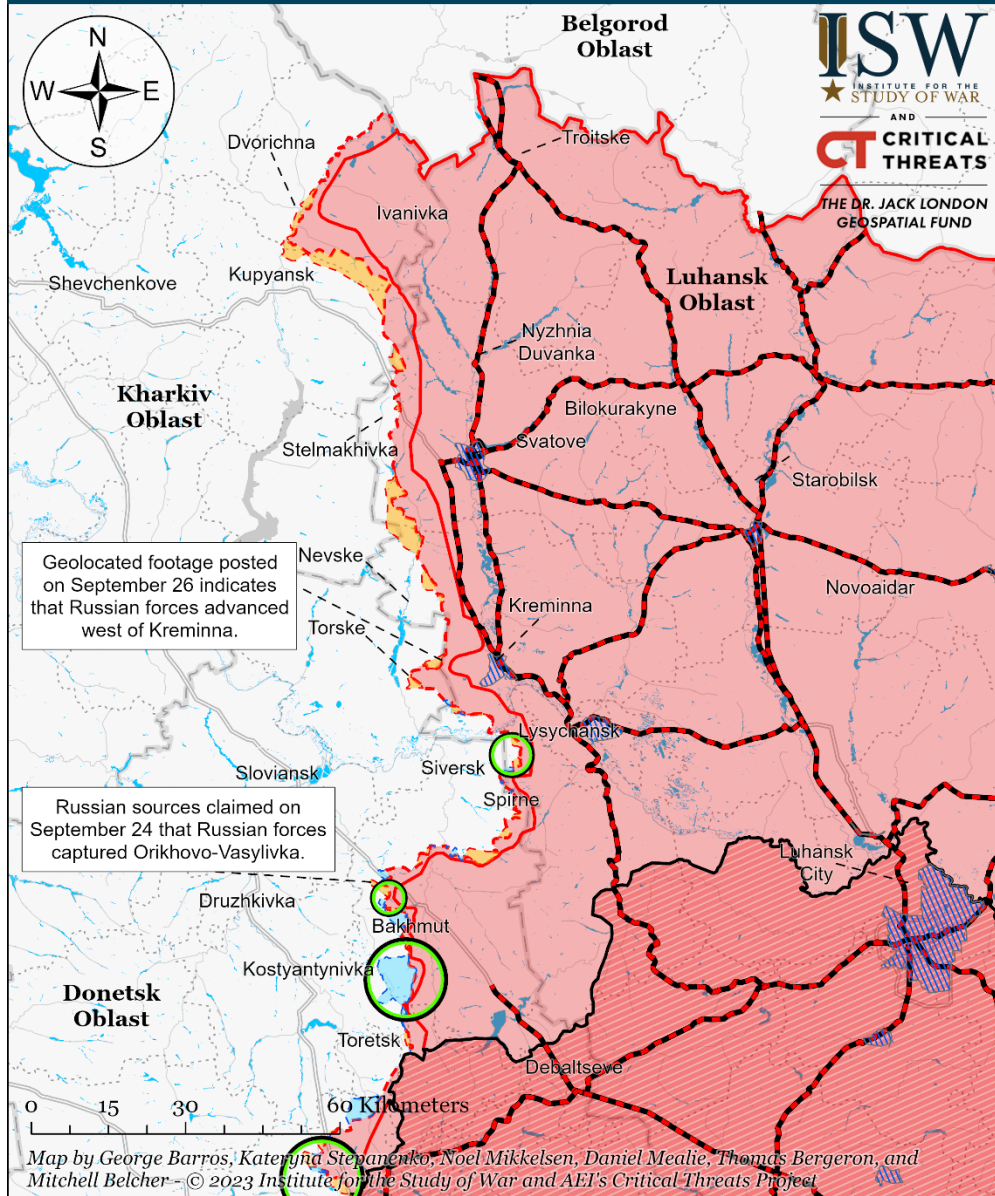 N
W
E
S
Belgorod
Oblast
ISW
INSTITUTE FOR THE
STUDY OF WAR
AND
CT CRITICAL
THREATS
THE DR. JACK LONDON
GEOSPATIAL FUND
Dvorichna
Troitske
Ivanivka
Kupyansk
Shevchenkove
Luhansk
Oblast
Nyzhnia
Duvanka
Kharkiv
Oblast
Bilokurakyne
Stelmakhivka
Svatove
Starobilsk
Nevske
Geolocated footage posted
on September 26 indicates
that Russian forces advanced
west of Kreminna.
Novoaidar
Kreminna
Torske
Lysychansk
Siversk
Sloviansk
Spirne
Russian sources claimed on
September 24 that Russian forces
captured Orikhovo-Vasylivka.
Luhansk
City
Druzhkivka
Bakhmut
Kostyantynivka
Donetsk
Oblast
Toretsk
Debaltseve
0 15 30 60 Kilometers
Map by George Barros, Kateryna Stepanenko, Noel Mikkelsen, Daniel Mealie, Thomas Bergeron, and
Mitchell Belcher - © 2023 Institute for the Study of War and AEI's Critical Threats Project